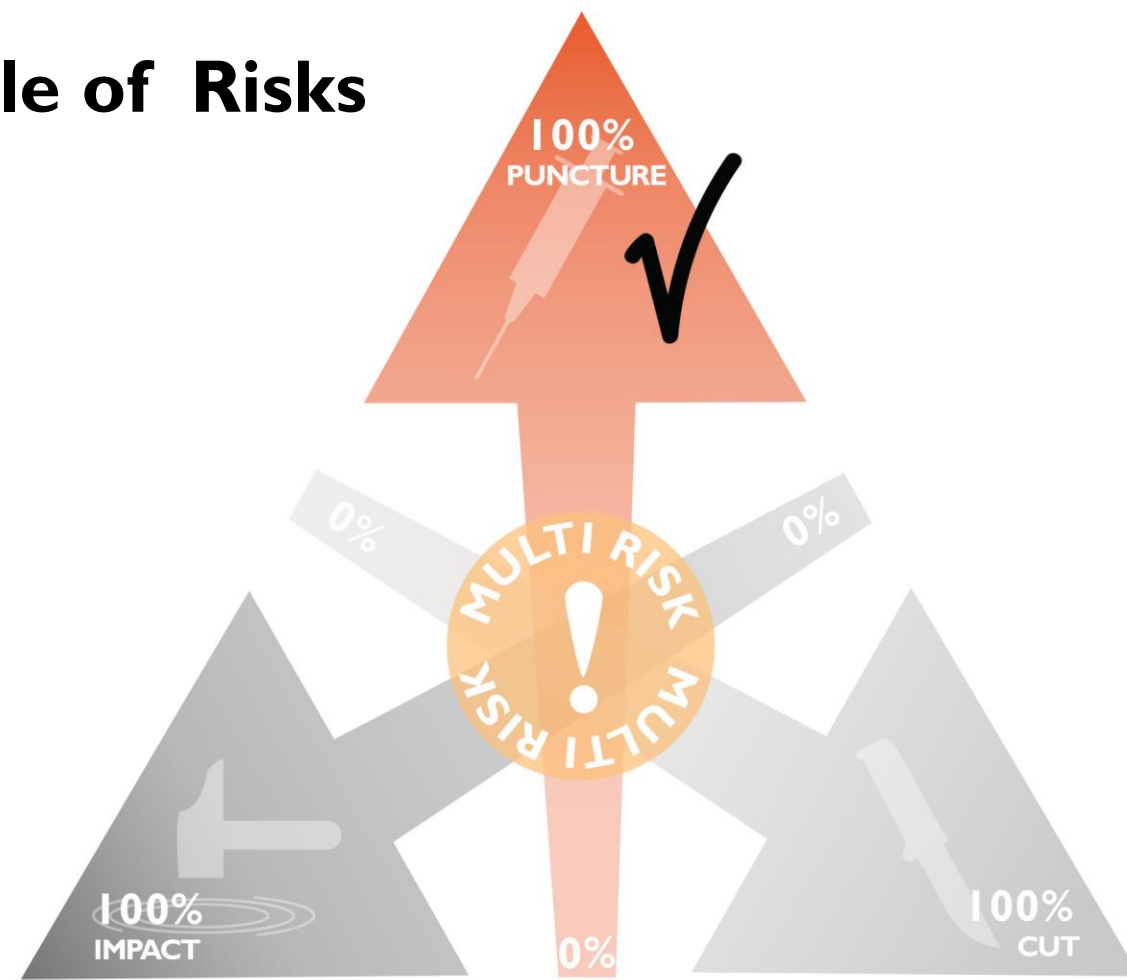 le of Risks
100%
PUNCTURE
0%
0%
MULTI RISK
MULTI RISK
100%
IMPACT
0%
100%
CUT